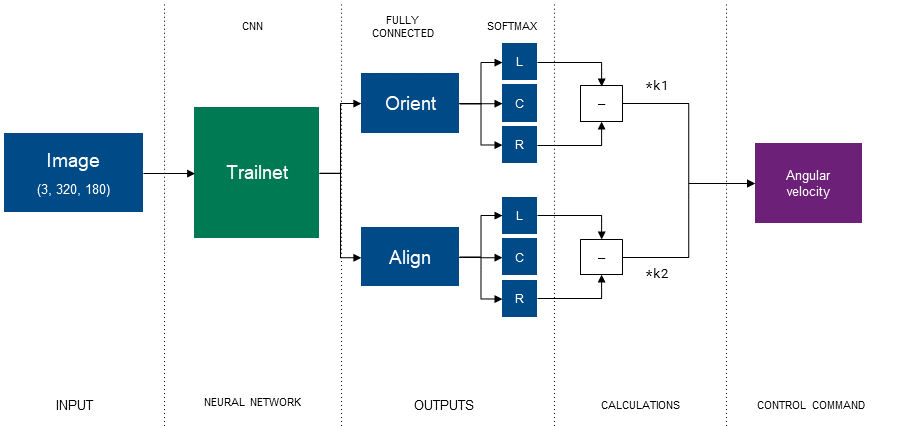 CNN
FULLY
CONNECTED
SOFTMAX
Image
(3, 320, 180)
Trailnet
Orient
L
C
R
–
*k1
Align
L
C
R
–
*k2
Angular
velocity
INPUT
NEURAL NETWORK
OUTPUTS
CALCULATIONS
CONTROL COMMAND